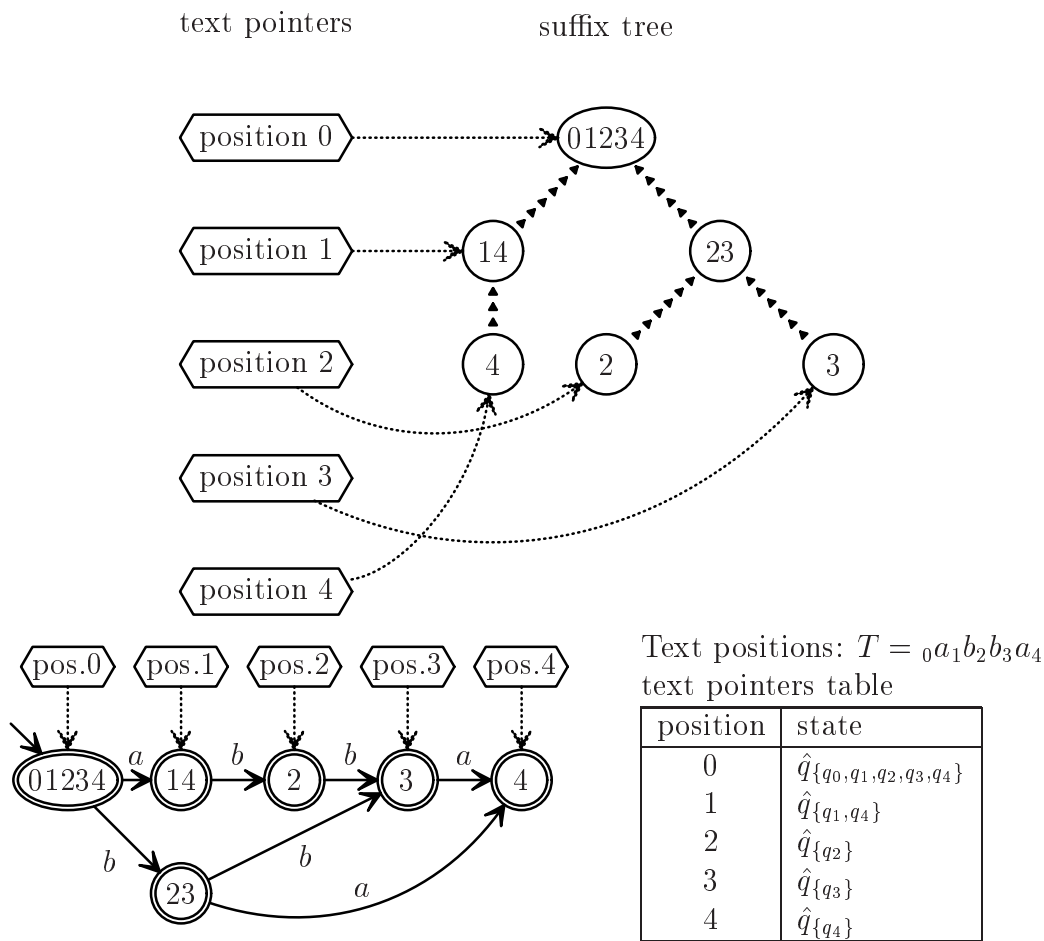 text pointers
suffix tree
position 0
01234
position 1
14
23
position 2
4
2
3
position 3
position 4
pos.0
pos.1
pos.2
pos.3
pos.4
01234
a
14
b
2
b
3
a
4
b
b
23
a
Text positions: T = ₀a₁b₂b₃a₄
text pointers table
position state
0 q̂_{q₀,q₁,q₂,q₃,q₄}
1 q̂_{q₁,q₄}
2 q̂_{q₂}
3 q̂_{q₃}
4 q̂_{q₄}